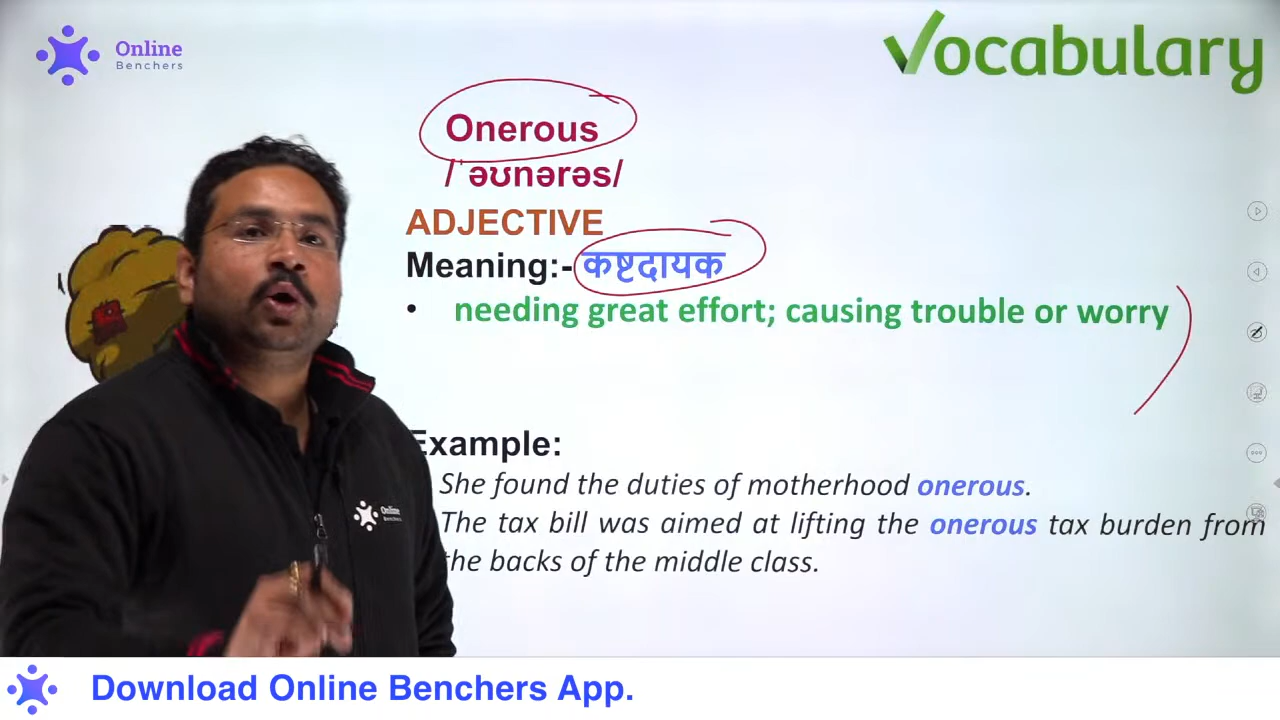 Online
Benchers
Vocabulary
Onerous
/ˈəʊnərəs/
ADJECTIVE
Meaning:- कष्टदायक
• needing great effort; causing trouble or worry
Example:
She found the duties of motherhood onerous.
The tax bill was aimed at lifting the onerous tax burden from
the backs of the middle class.
Online
Benchers
Download Online Benchers App.